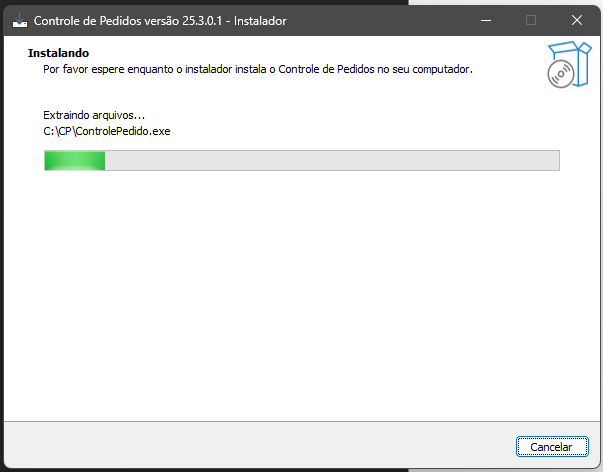 Controle de Pedidos versão 25.3.0.1 - Instalador
Instalando
Por favor espere enquanto o instalador instala o Controle de Pedidos no seu computador.
Extraindo arquivos...
C:\CP\ControlePedido.exe
Cancelar